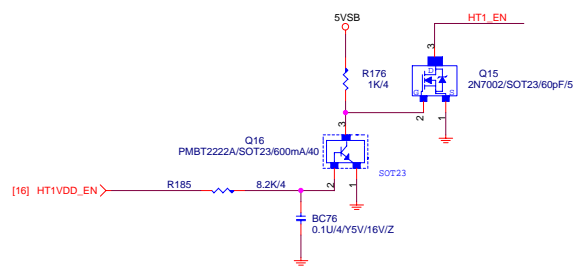 HT1_EN
5VSB
3
D
R176
1K/4
Q15
2N7002/SOT23/60pF/5
G
S
2
1
3
Q16
PMBT2222A/SOT23/600mA/40
SOT23
[16] HT1VDD_EN
R185
8.2K/4
2
1
BC76
0.1U/4/Y5V/16V/Z